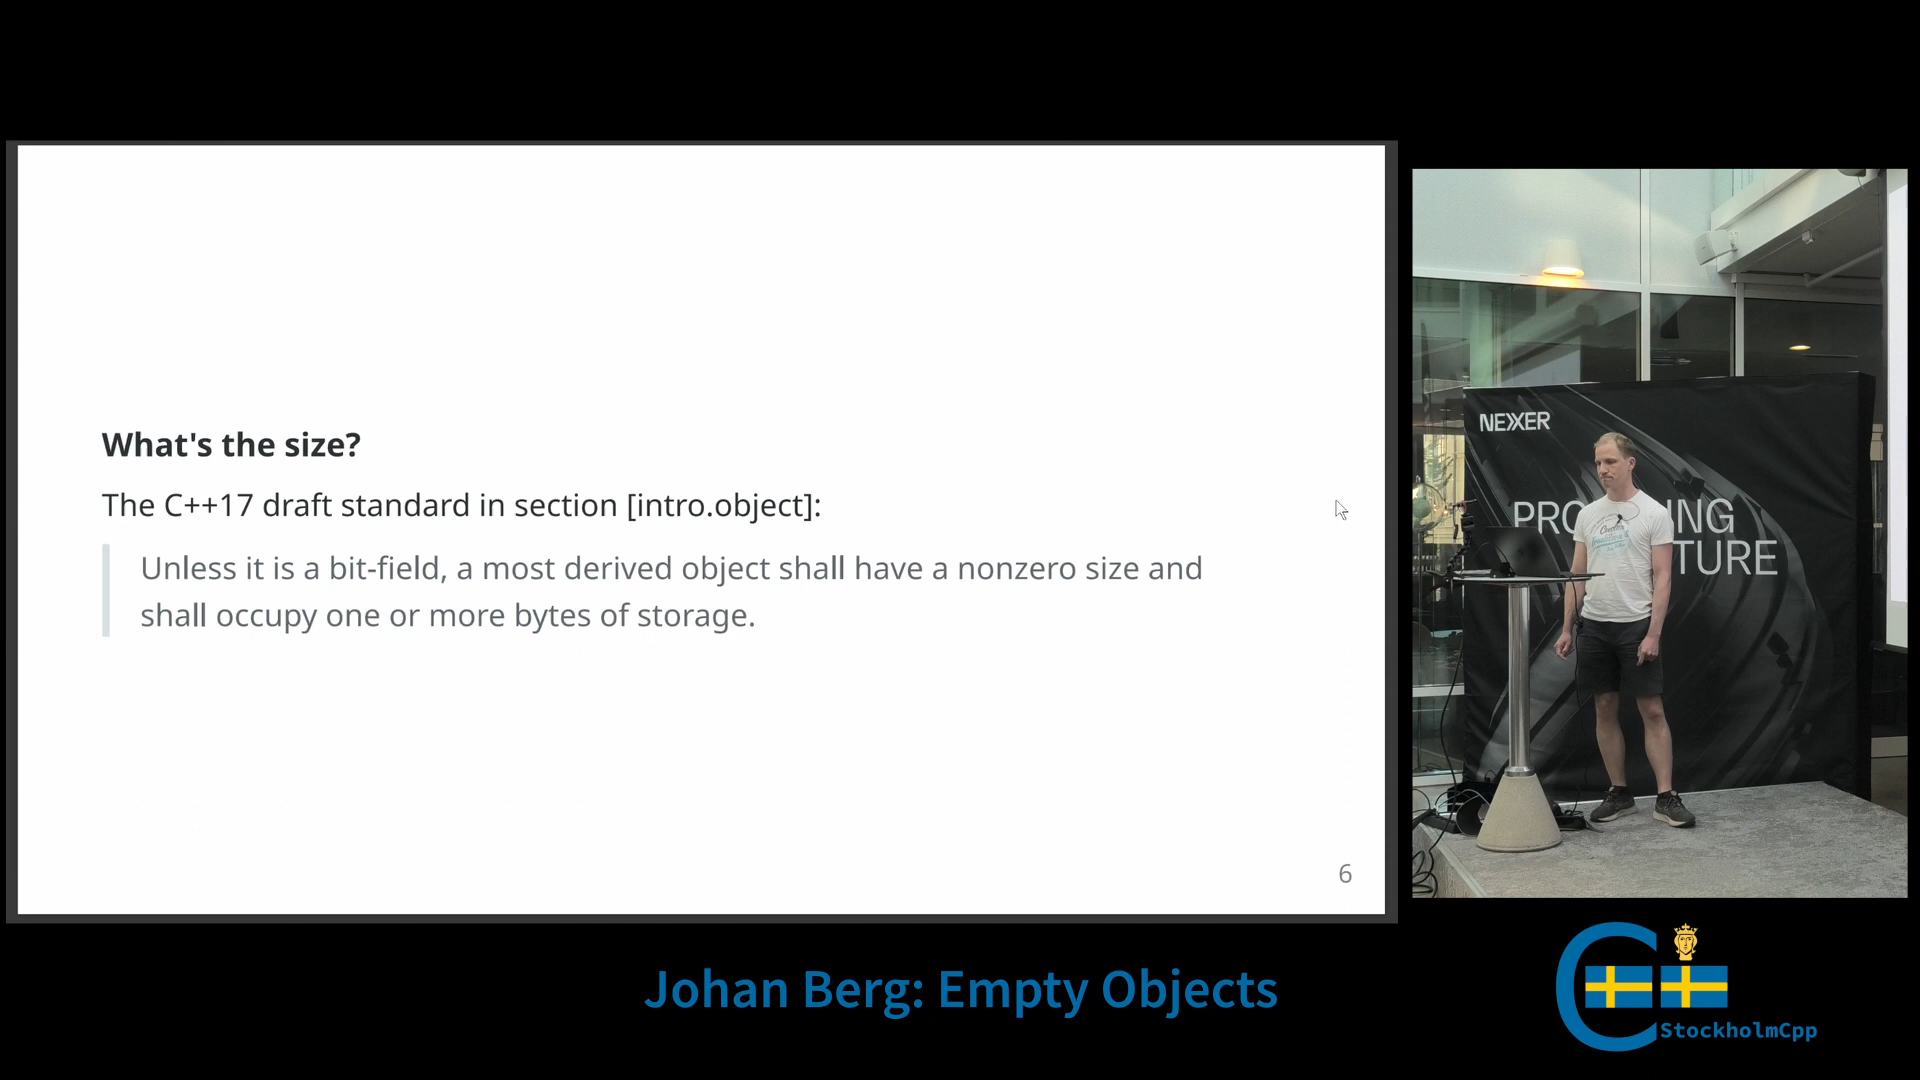 What's the size?
The C++17 draft standard in section [intro.object]:
Unless it is a bit-field, a most derived object shall have a nonzero size and
shall occupy one or more bytes of storage.
6
NEXER
PRO
ING
TURE
Johan Berg: Empty Objects
StockholmCpp